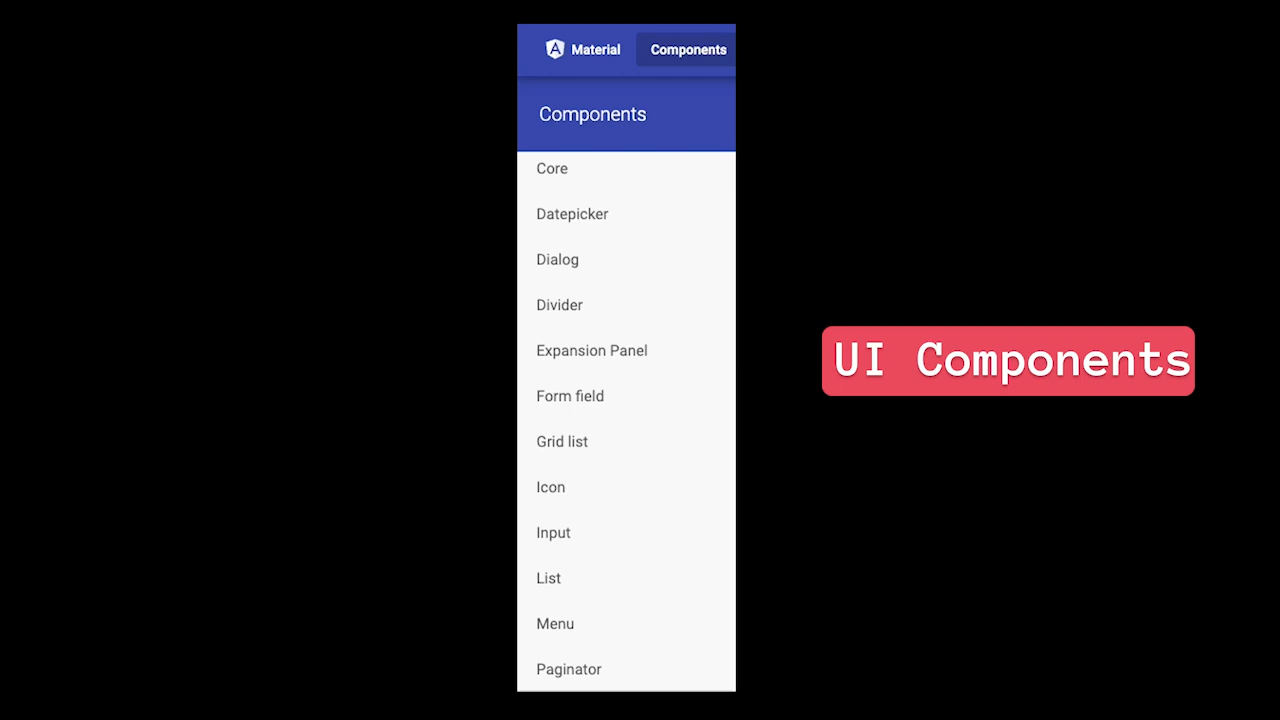 Material Components
Components
Core
Datepicker
Dialog
Divider
Expansion Panel
Form field
Grid list
Icon
Input
List
Menu
Paginator
UI Components